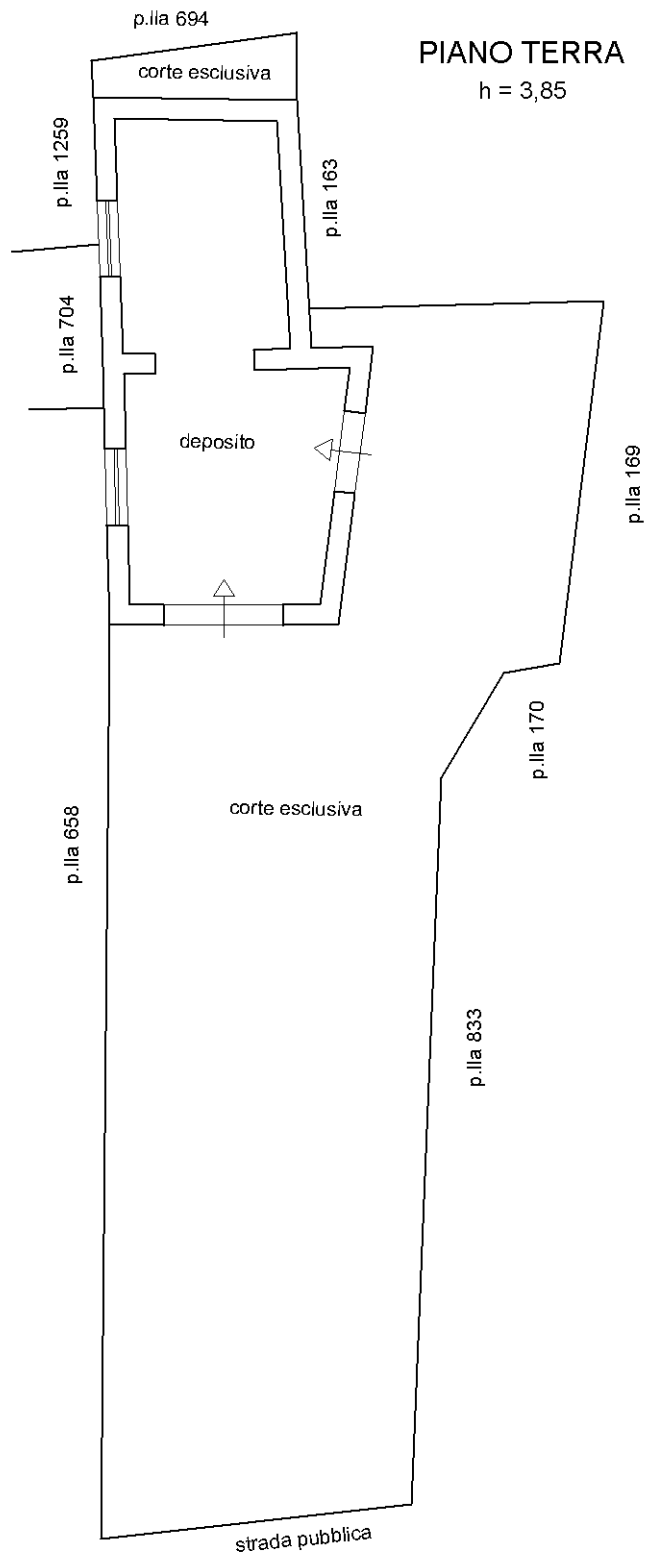 p.lla 694
PIANO TERRA
corte esclusiva
h = 3,85
p.lla 1259
p.lla 163
p.lla 704
deposito
p.lla 169
p.lla 170
corte esclusiva
p.lla 658
p.lla 833
strada pubblica